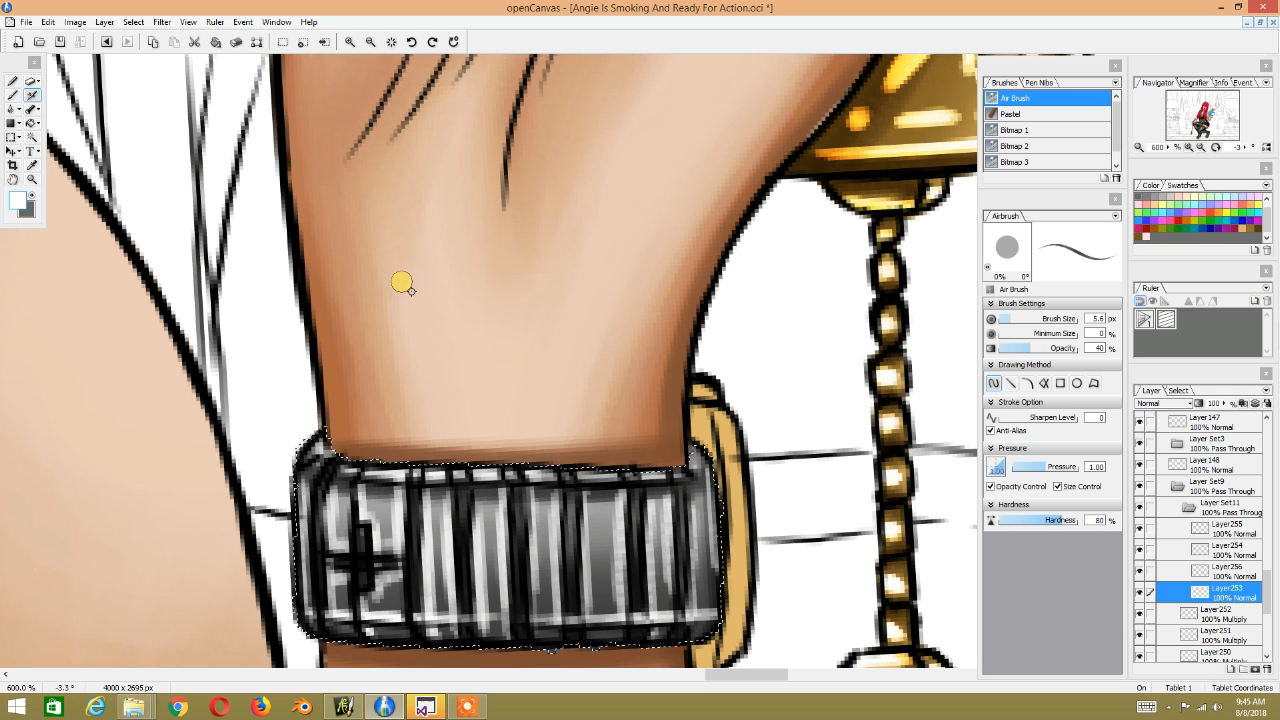 openCanvas - [Angie Is Smoking And Ready For Action.oci *]
File Edit Image Layer Select Filter View Ruler Event Window Help
Brushes Pen Nibs
Air Brush
Pastel
Bitmap 1
Bitmap 2
Bitmap 3
Airbrush
0% 0°
Air Brush
Brush Settings
Brush Size 5.6 px
Minimum Size 0 %
Opacity 40 %
Drawing Method
Stroke Option
Sharpen Level 0
Anti-Alias
Pressure
1.00 Pressure 1.00
Opacity Control Size Control
Hardness
Hardness 80 %
Navigator Magnifier Info Event
600 % -3 °
Color Swatches
Ruler
Layer Select
Normal 100 %
Layer147
100% Normal
Layer Set3
100% Pass Through
Layer148
100% Normal
Layer Set9
100% Pass Through
Layer Set11
100% Pass Through
Layer255
100% Normal
Layer254
100% Normal
Layer256
100% Normal
Layer253
100% Normal
Layer252
100% Multiply
Layer251
100% Multiply
Layer250
100% Multiply
600.0 % -3.3 ° 4000 x 2695 px
On Tablet 1 Tablet Coordinates
9:45 AM
8/8/2018